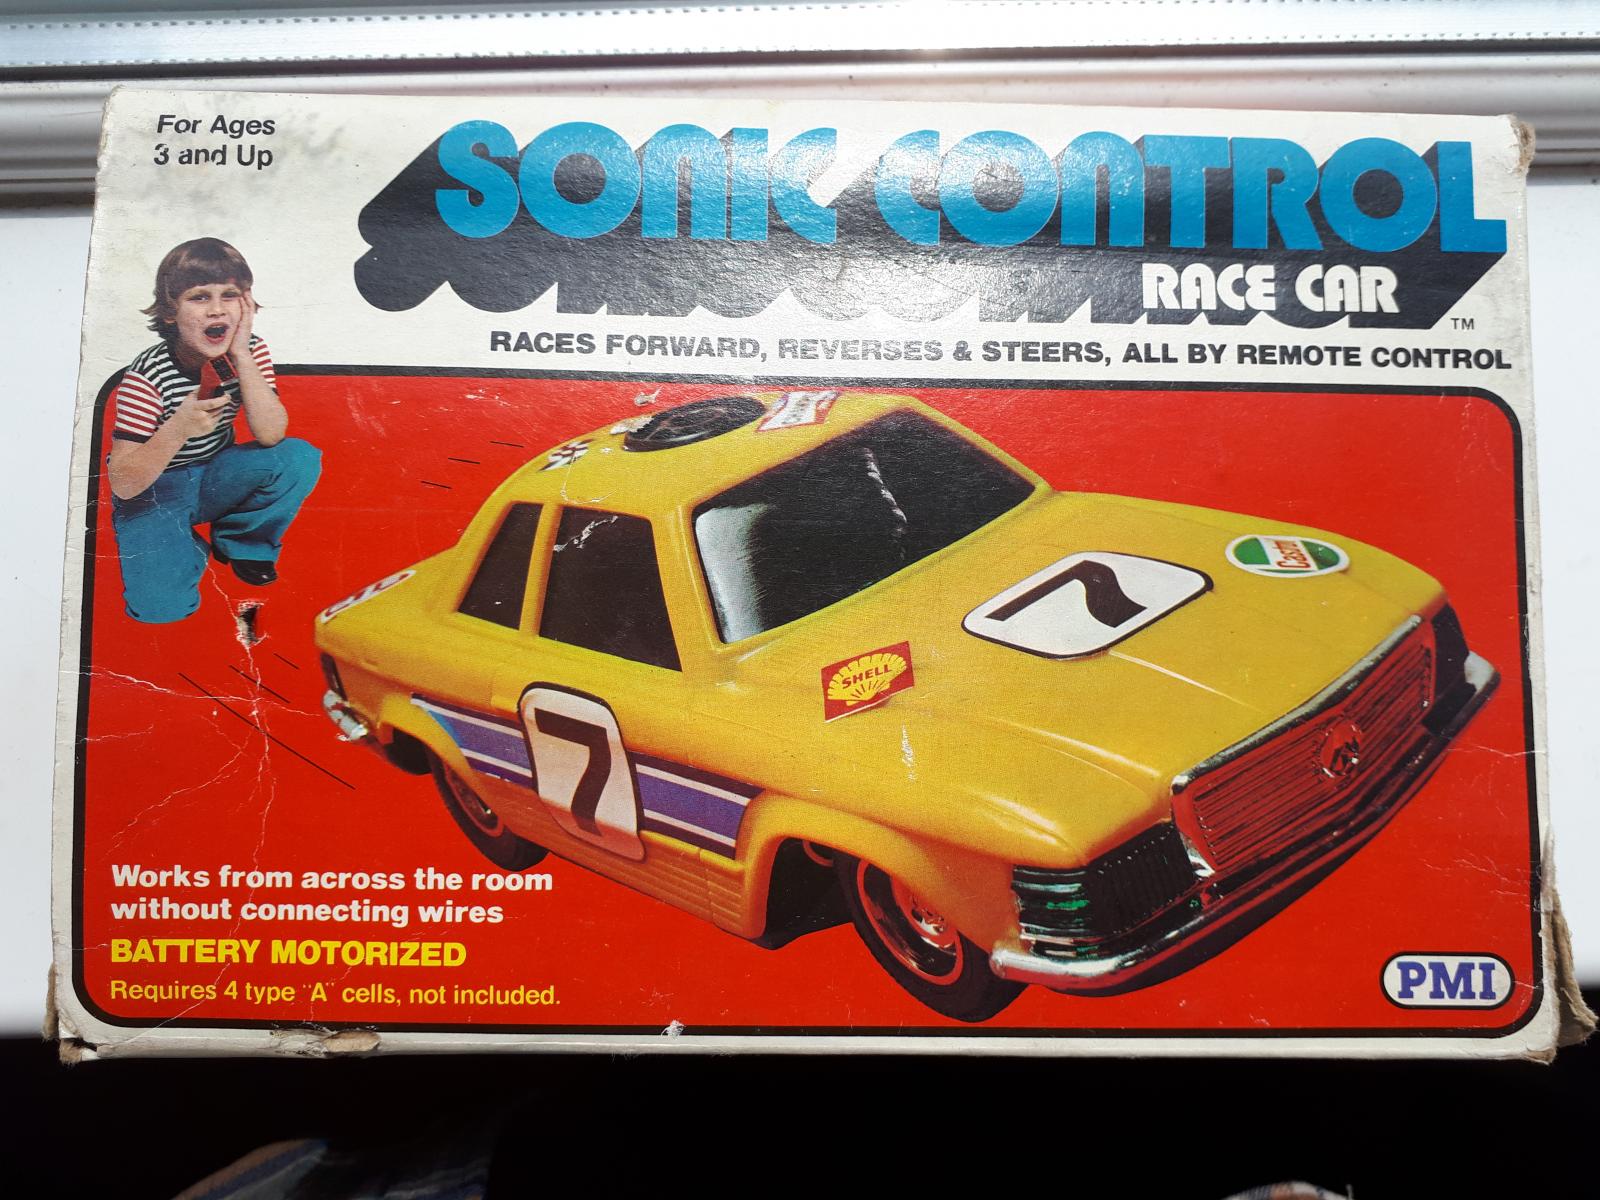 For Ages
3 and Up
SONIC CONTROL
RACE CAR
TM
RACES FORWARD, REVERSES & STEERS, ALL BY REMOTE CONTROL
7
Castrol
SHELL
7
Works from across the room
without connecting wires
BATTERY MOTORIZED
Requires 4 type "A" cells, not included.
PMI